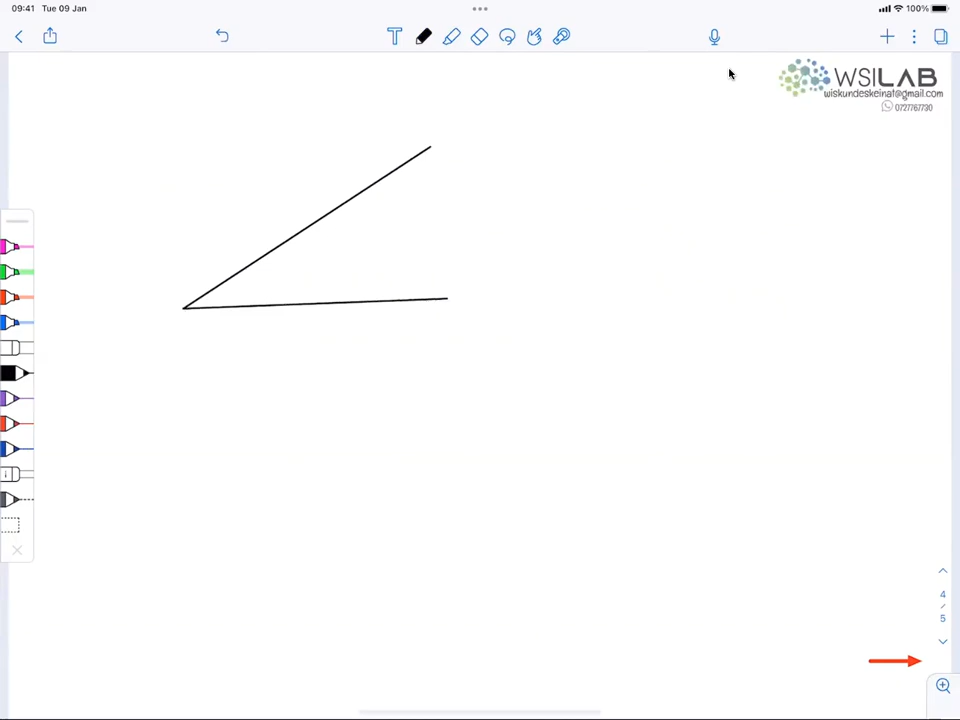 09:41 Tue 09 Jan
100%
T
WSILAB
wiskundeskeinat@gmail.com
0727767730
4
/
5